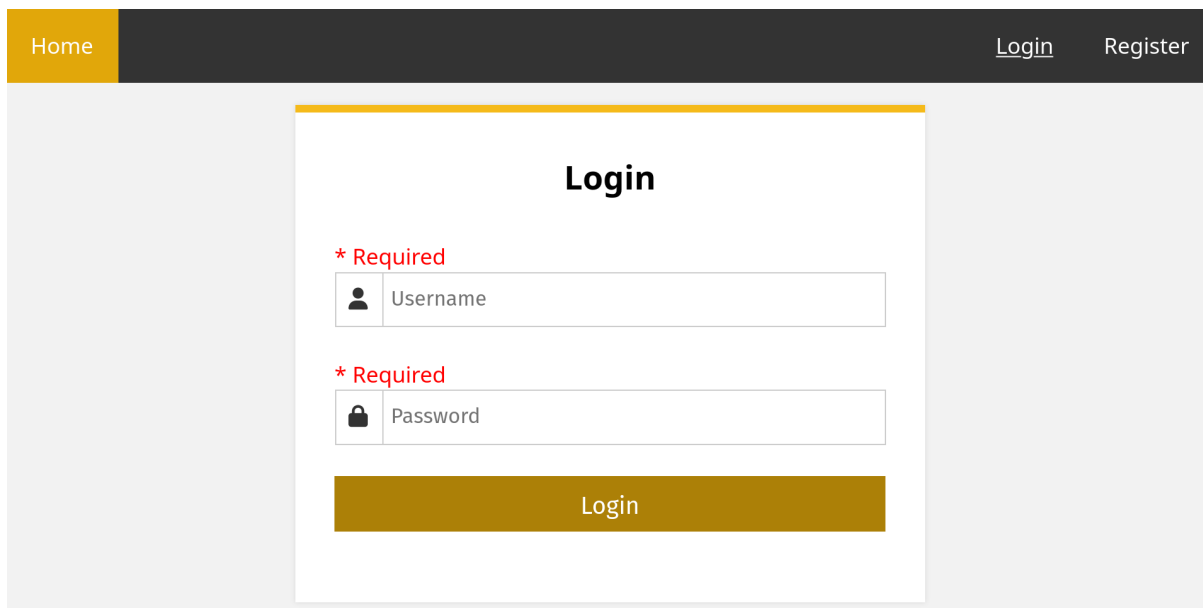 Home Login Register
Login
* Required
Username
* Required
Password
Login